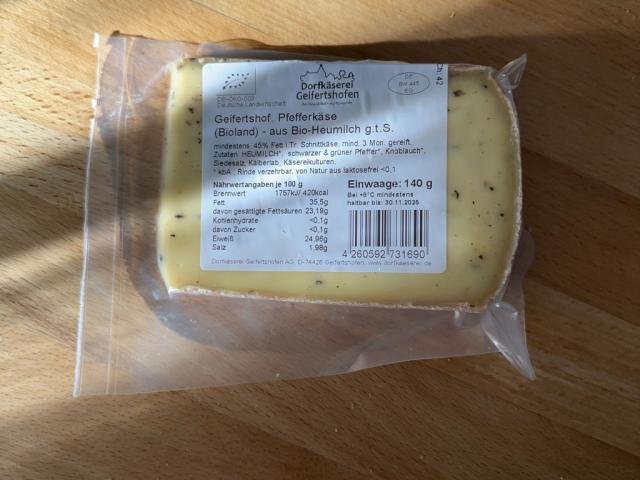 DE-ÖKO-003
Deutsche Landwirtschaft
Dorfkäserei
Geifertshofen
DE
BW 445
EG
Ch: 42
Geifertshof. Pfefferkäse
(Bioland) - aus Bio-Heumilch g.t.S.
mindestens 45% Fett i.Tr. Schnittkäse, mind. 3 Mon. gereift,
Zutaten: HEUMILCH*, schwarzer & grüner Pfeffer*, Knoblauch*,
Siedesalz, Kälberlab, Käsereikulturen,
* kbA, Rinde verzehrbar, von Natur aus laktosefrei <0,1
Nährwertangaben je 100 g
Brennwert 1757kJ/ 420kcal
Fett 35,5g
davon gesättigte Fettsäuren 23,19g
Kohlenhydrate <0,1g
davon Zucker <0,1g
Eiweiß 24,96g
Salz 1,98g
Einwaage: 140 g
Bei +8°C mindestens
haltbar bis: 30.11.2025
4 260592 731690
Dorfkäserei Geifertshofen AG, D-74426 Geifertshofen, www.dorfkaeserei.de